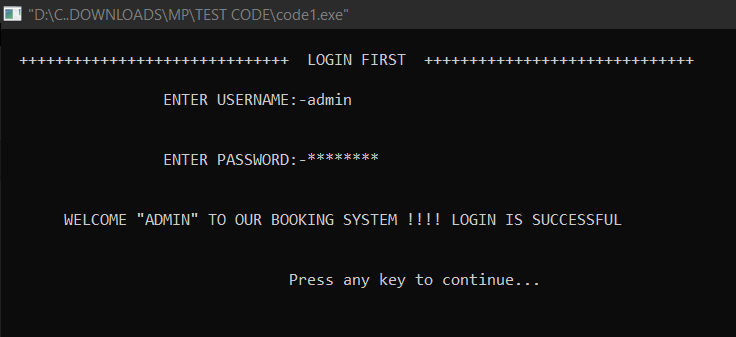 "D:\C..DOWNLOADS\MP\TEST CODE\code1.exe"
++++++++++++++++++++++++++++++ LOGIN FIRST ++++++++++++++++++++++++++++++
ENTER USERNAME:-admin
ENTER PASSWORD:-********
WELCOME "ADMIN" TO OUR BOOKING SYSTEM !!!! LOGIN IS SUCCESSFUL
Press any key to continue...